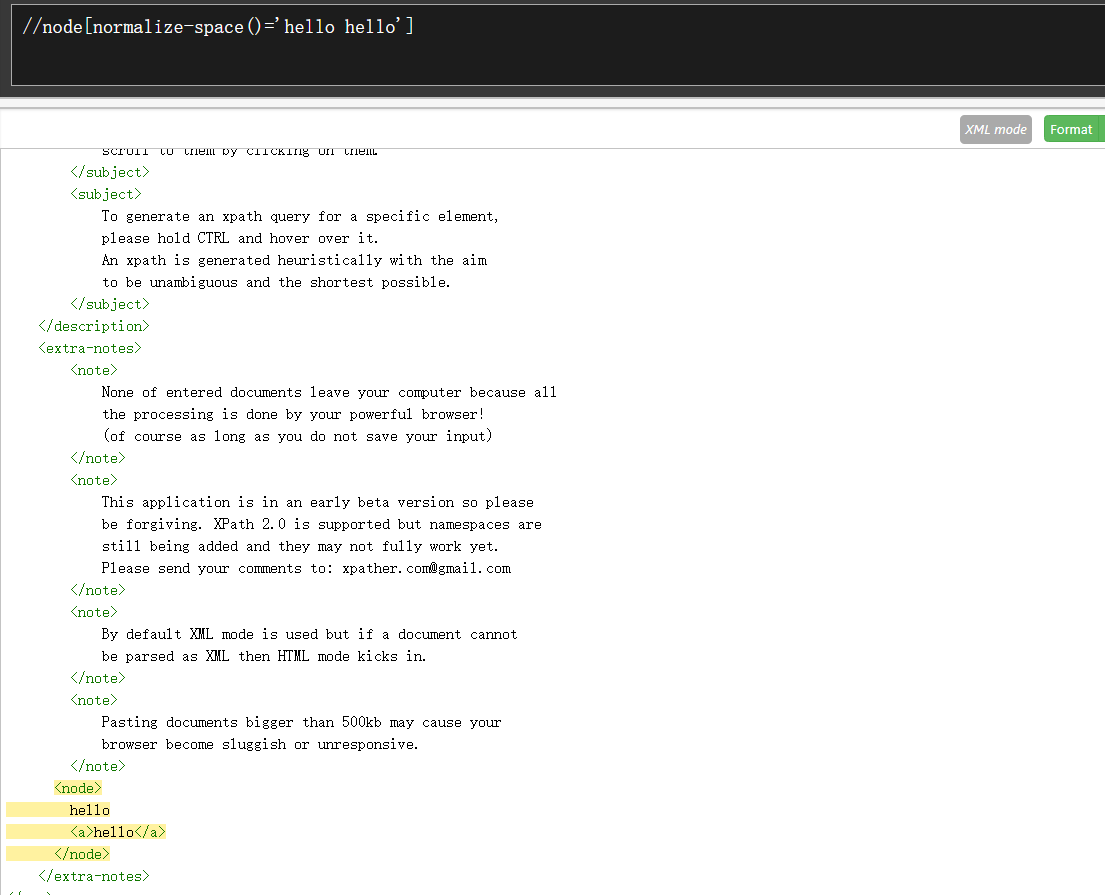 //node[normalize-space()='hello hello']
XML mode
Format
scroll to them by clicking on them.
</subject>
<subject>
To generate an xpath query for a specific element,
please hold CTRL and hover over it.
An xpath is generated heuristically with the aim
to be unambiguous and the shortest possible.
</subject>
</description>
<extra-notes>
<note>
None of entered documents leave your computer because all
the processing is done by your powerful browser!
(of course as long as you do not save your input)
</note>
<note>
This application is in an early beta version so please
be forgiving. XPath 2.0 is supported but namespaces are
still being added and they may not fully work yet.
Please send your comments to: xpather.com@gmail.com
</note>
<note>
By default XML mode is used but if a document cannot
be parsed as XML then HTML mode kicks in.
</note>
<note>
Pasting documents bigger than 500kb may cause your
browser become sluggish or unresponsive.
</note>
<node>
hello
<a>hello</a>
</node>
</extra-notes>